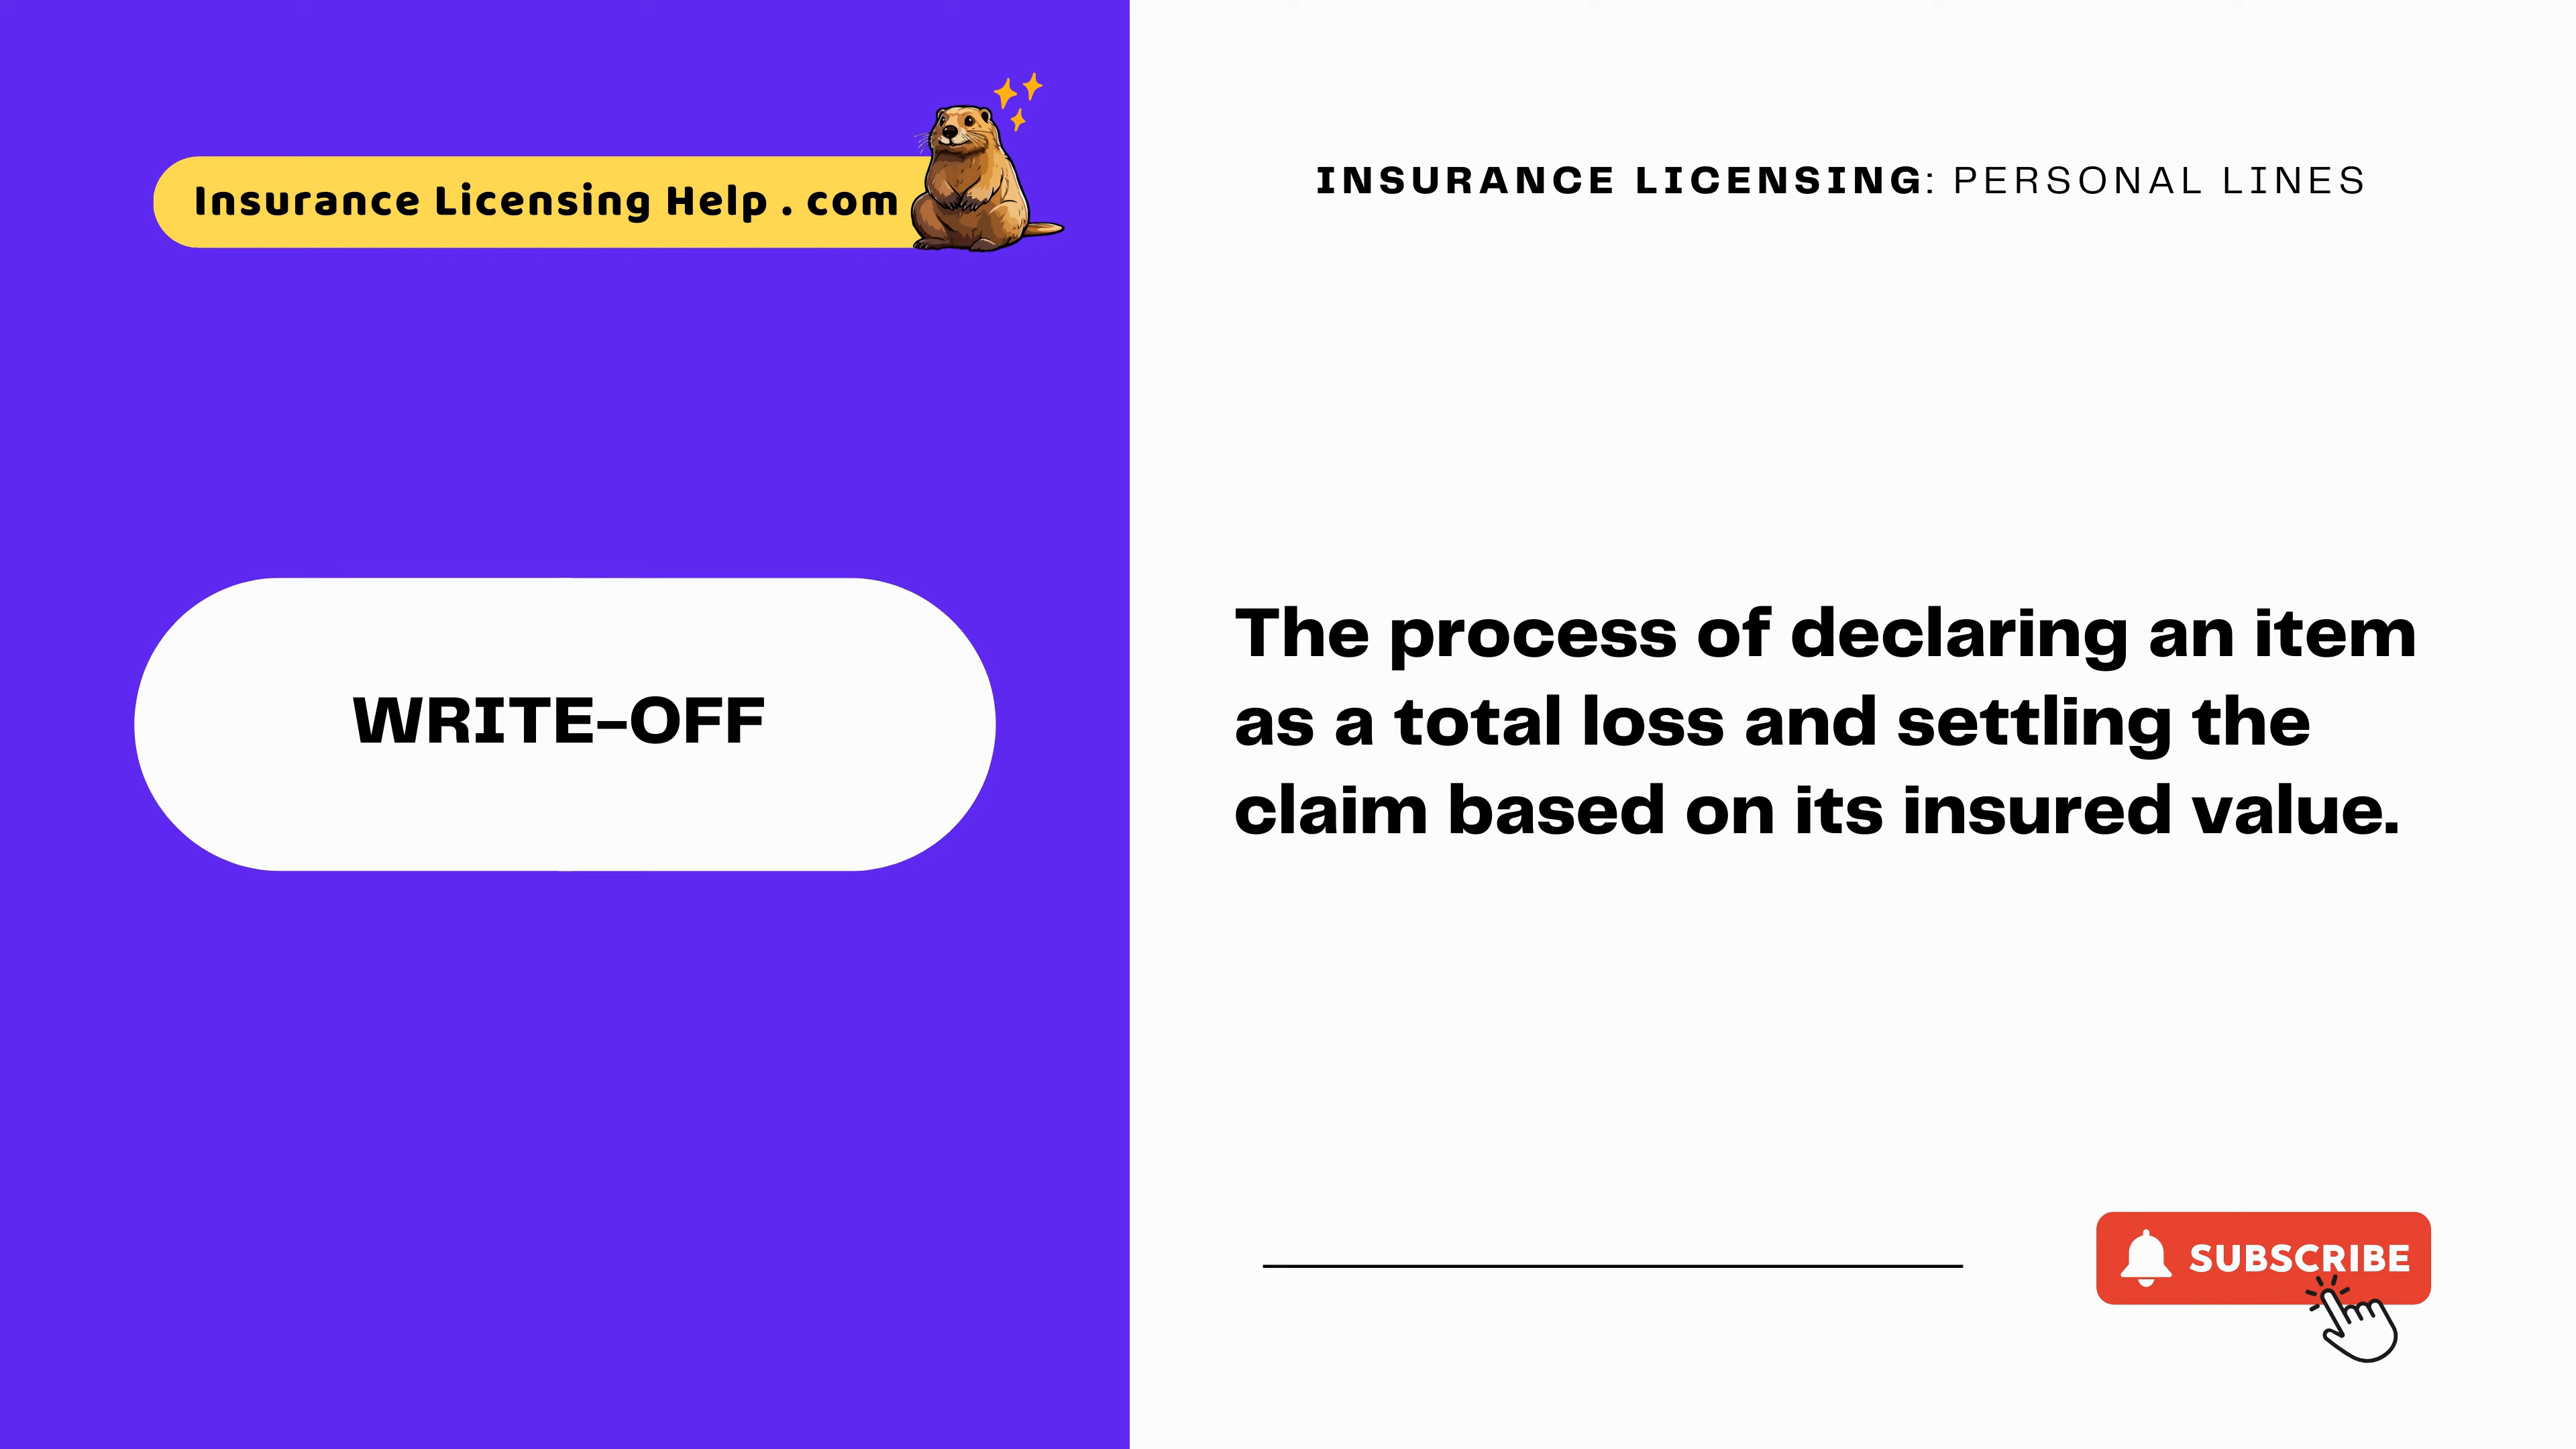 Insurance Licensing Help . com
INSURANCE LICENSING: PERSONAL LINES
WRITE-OFF
The process of declaring an item
as a total loss and settling the
claim based on its insured value.
SUBSCRIBE